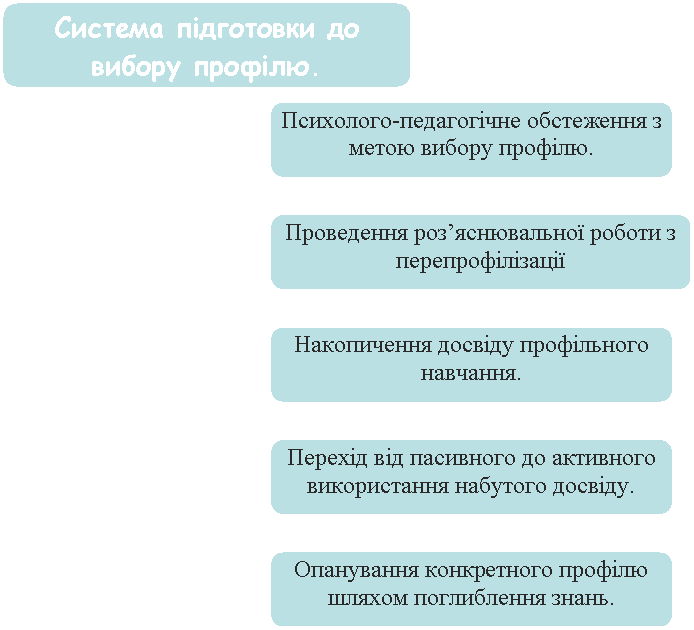 Система підготовки до
вибору профілю.
Психолого-педагогічне обстеження з
метою вибору профілю.
Проведення роз’яснювальної роботи з
перепрофілізації
Накопичення досвіду профільного
навчання.
Перехід від пасивного до активного
використання набутого досвіду.
Опанування конкретного профілю
шляхом поглиблення знань.